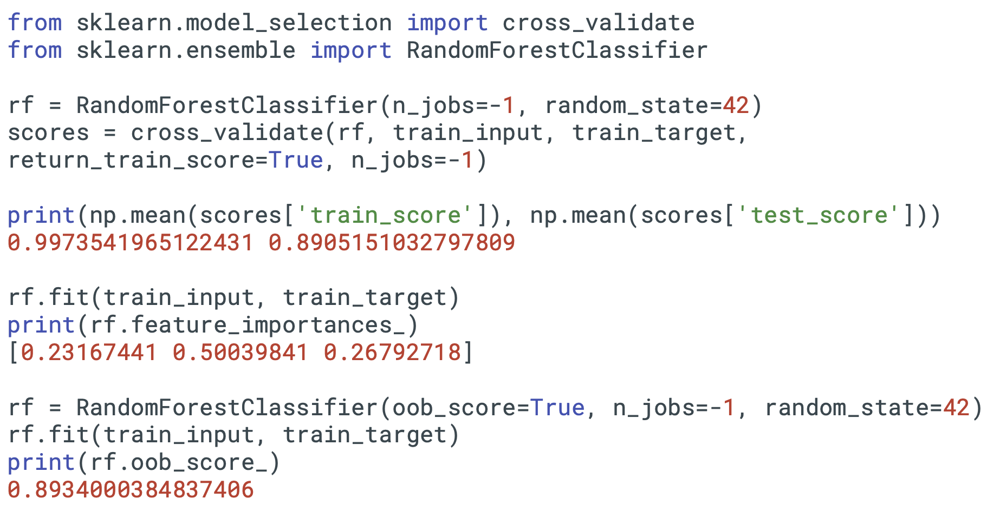 from sklearn.model_selection import cross_validate
from sklearn.ensemble import RandomForestClassifier
rf = RandomForestClassifier(n_jobs=-1, random_state=42)
scores = cross_validate(rf, train_input, train_target,
return_train_score=True, n_jobs=-1)
print(np.mean(scores['train_score']), np.mean(scores['test_score']))
0.9973541965122431 0.8905151032797809
rf.fit(train_input, train_target)
print(rf.feature_importances_)
[0.23167441 0.50039841 0.26792718]
rf = RandomForestClassifier(oob_score=True, n_jobs=-1, random_state=42)
rf.fit(train_input, train_target)
print(rf.oob_score_)
0.8934000384837406